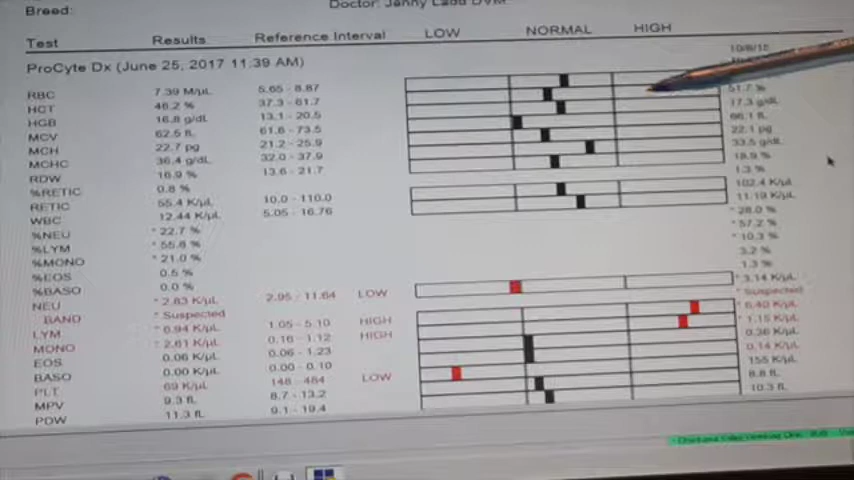 Breed:
Doctor: Jenny Ladd DVM
Test Results Reference Interval LOW NORMAL HIGH
ProCyte Dx (June 25, 2017 11:39 AM) 10/8/15
RBC 7.39 M/µL 5.65 - 8.87
HCT 46.2 % 37.3 - 61.7 51.7 %
HGB 16.8 g/dL 13.1 - 20.5 17.3 g/dL
MCV 62.5 fL 61.6 - 73.5 66.1 fL
MCH 22.7 pg 21.2 - 25.9 22.1 pg
MCHC 36.4 g/dL 32.0 - 37.9 33.5 g/dL
RDW 16.9 % 13.6 - 21.7 18.9 %
%RETIC 0.8 % 1.3 %
RETIC 55.4 K/µL 10.0 - 110.0 102.4 K/µL
WBC 12.44 K/µL 5.05 - 16.76 11.19 K/µL
%NEU * 22.7 % * 28.0 %
%LYM * 55.8 % * 57.2 %
%MONO * 21.0 % * 10.3 %
%EOS 0.5 % 3.2 %
%BASO 0.0 % 1.3 %
NEU * 2.83 K/µL 2.95 - 11.64 LOW * 3.14 K/µL
BAND * Suspected * Suspected
LYM * 6.94 K/µL 1.05 - 5.10 HIGH * 6.40 K/µL
MONO * 2.61 K/µL 0.16 - 1.12 HIGH * 1.15 K/µL
EOS 0.06 K/µL 0.06 - 1.23 0.36 K/µL
BASO 0.00 K/µL 0.00 - 0.10 0.14 K/µL
PLT 69 K/µL 148 - 484 LOW 155 K/µL
MPV 9.3 fL 8.7 - 13.2 8.8 fL
PDW 11.3 fL 9.1 - 19.4 10.3 fL